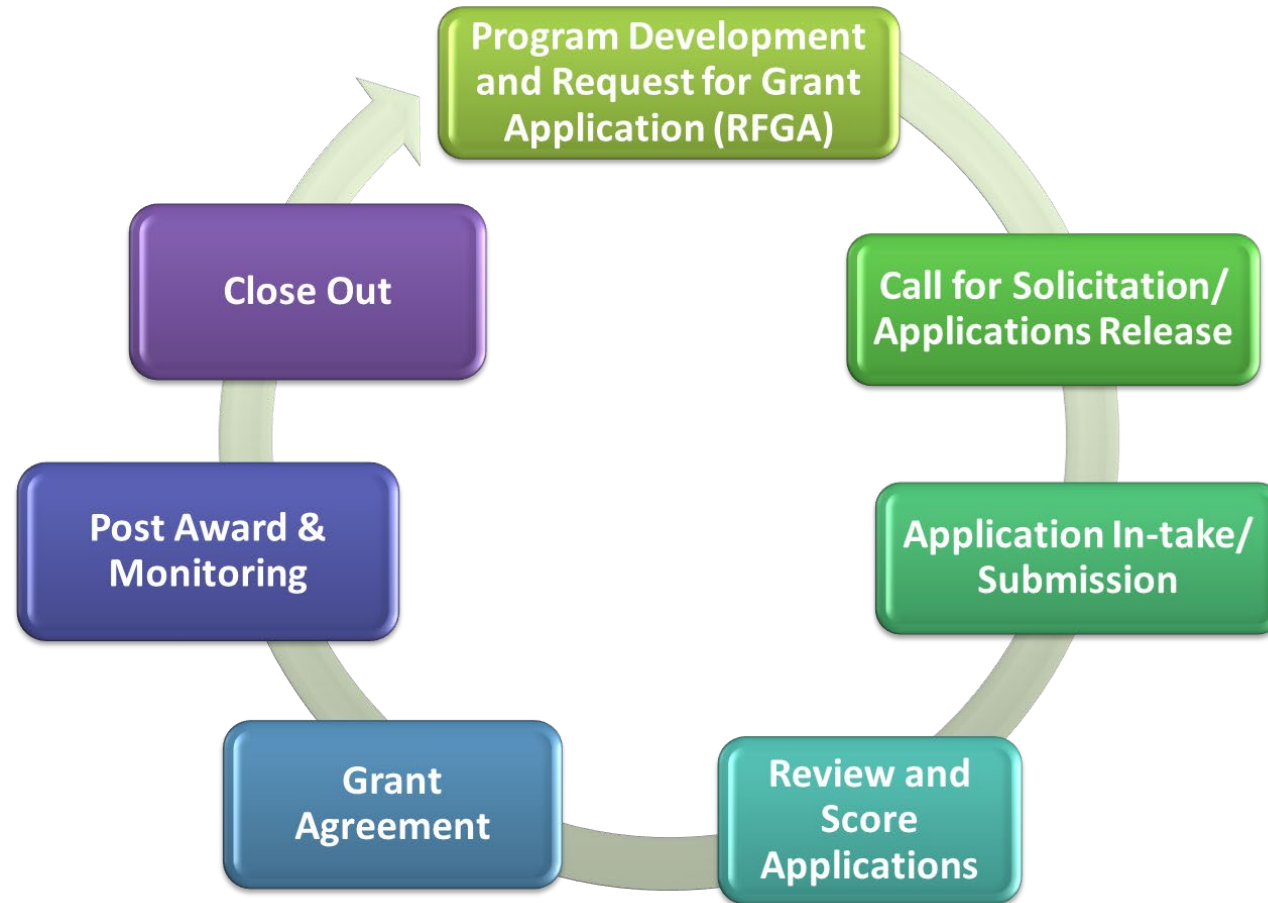 Program Development
and Request for Grant
Application (RFGA)
Call for Solicitation/
Applications Release
Application In-take/
Submission
Review and
Score
Applications
Grant
Agreement
Post Award &
Monitoring
Close Out